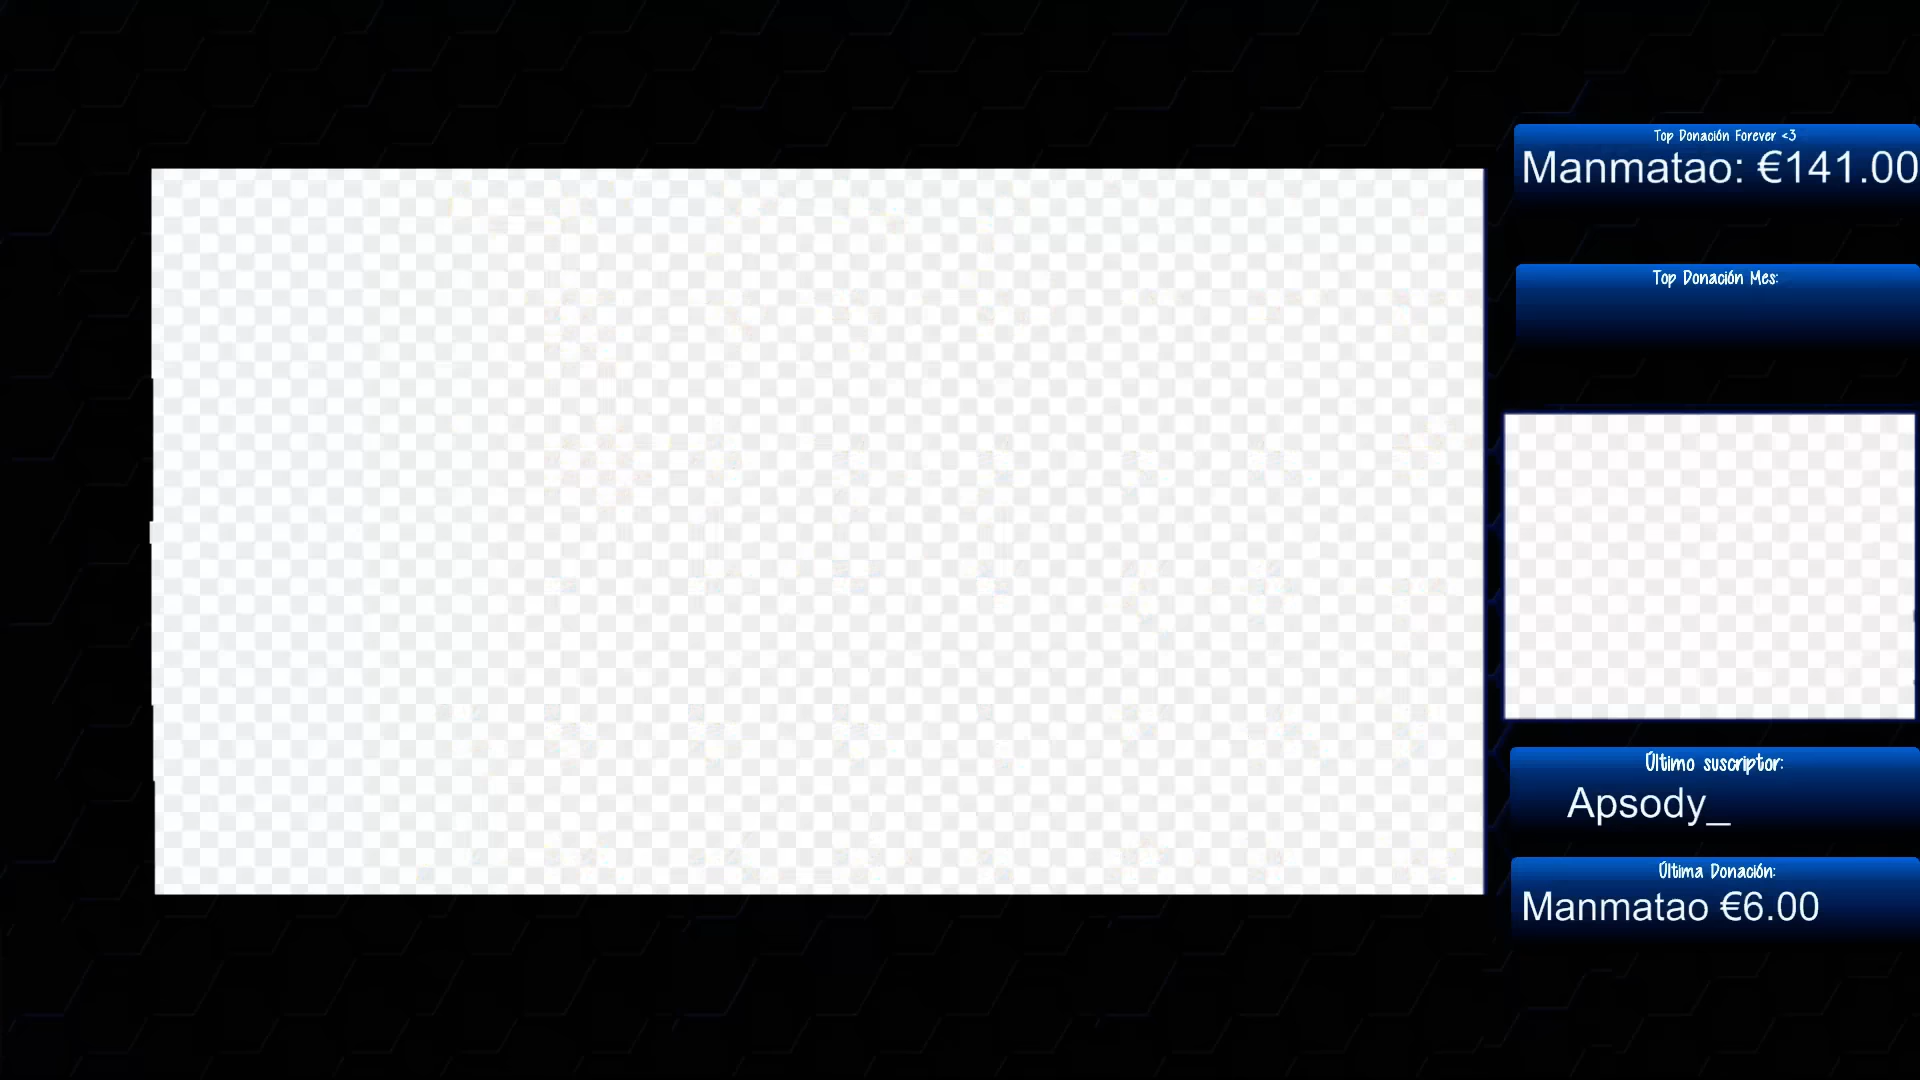 Top Donación Forever <3
Manmatao: €141.00
Top Donación Mes:
Último suscriptor:
Apsody_
Última Donación:
Manmatao €6.00